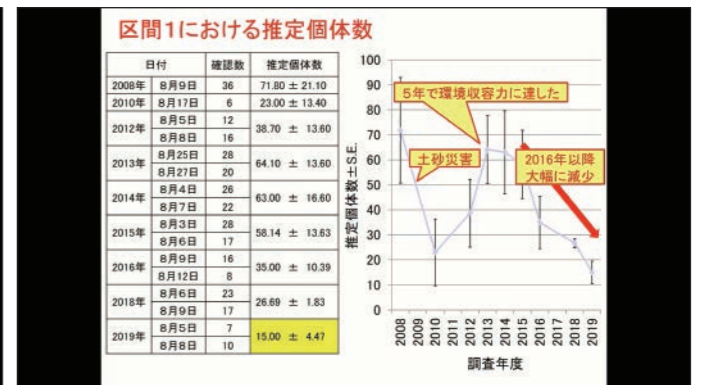 区間1における推定個体数
日付 確認数 推定個体数
2008年 8月9日 36 71.80 ± 21.10
2010年 8月17日 6 23.00 ± 13.40
2012年 8月5日 12 38.70 ± 13.60
8月8日 16
2013年 8月25日 28 64.10 ± 13.60
8月27日 20
2014年 8月4日 26 63.00 ± 16.60
8月7日 22
2015年 8月3日 28 58.14 ± 13.63
8月6日 17
2016年 8月9日 16 35.00 ± 10.39
8月12日 8
2018年 8月6日 23 26.69 ± 1.83
8月9日 17
2019年 8月5日 7 15.00 ± 4.47
8月8日 10
推定個体数±S.E.
100
90
80
70
60
50
40
30
20
10
0
5年で環境収容力に達した
土砂災害
2016年以降
大幅に減少
2008 2009 2010 2011 2012 2013 2014 2015 2016 2017 2018 2019
調査年度